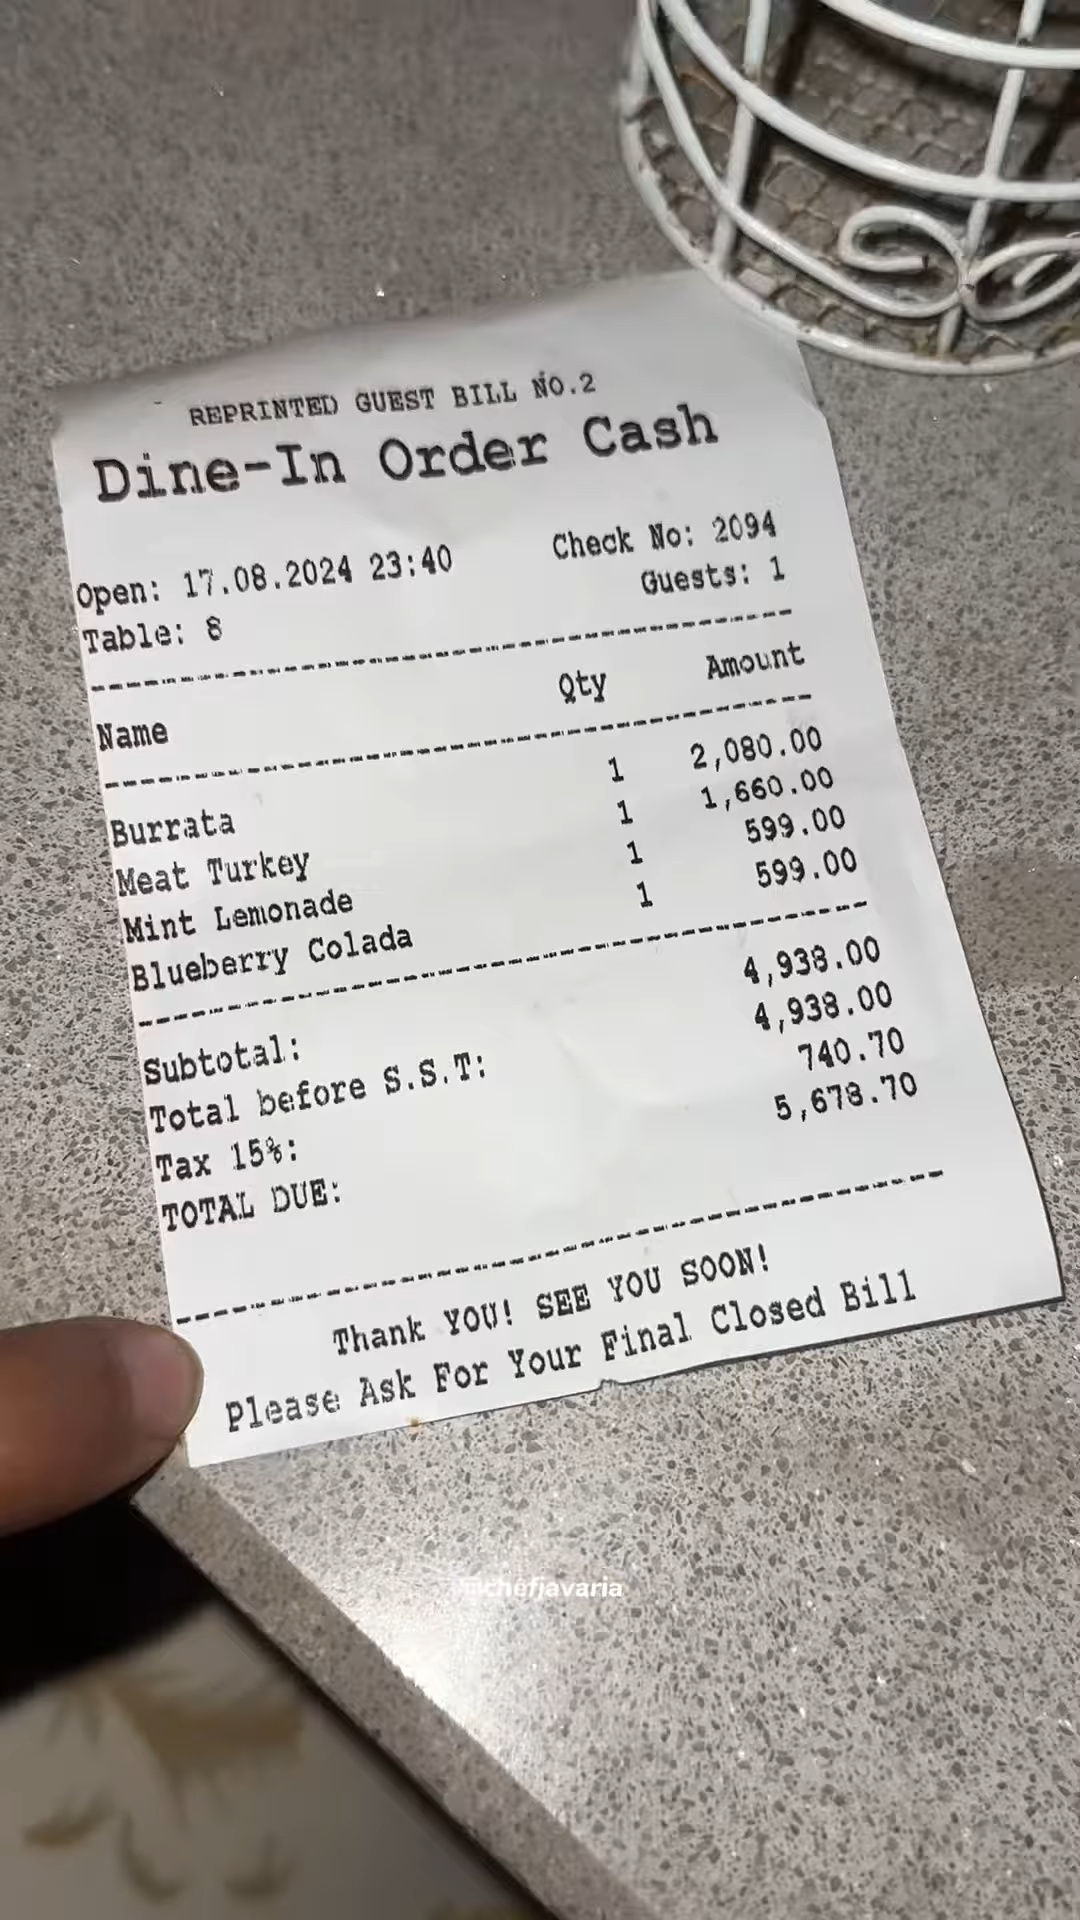 REPRINTED GUEST BILL NO.2
Dine-In Order Cash
Open: 17.08.2024 23:40 Check No: 2094
Table: 8 Guests: 1
Name Qty Amount
Burrata 1 2,080.00
Meat Turkey 1 1,660.00
Mint Lemonade 1 599.00
Blueberry Colada 1 599.00
Subtotal: 4,938.00
Total before S.S.T: 4,938.00
Tax 15%: 740.70
TOTAL DUE: 5,678.70
Thank YOU! SEE YOU SOON!
Please Ask For Your Final Closed Bill
@chefjavaria